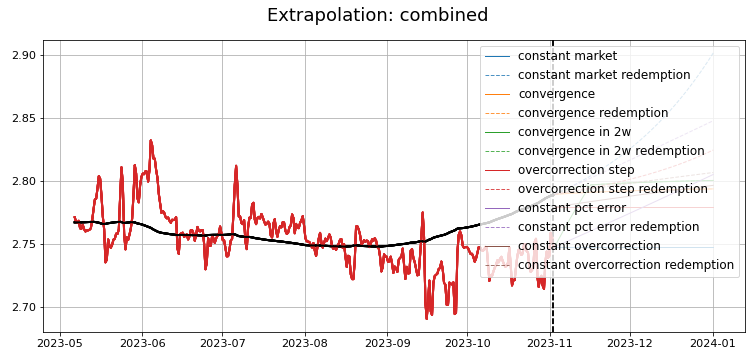 Extrapolation: combined
2.90
2.85
2.80
2.75
2.70
constant market
constant market redemption
convergence
convergence redemption
convergence in 2w
convergence in 2w redemption
overcorrection step
overcorrection step redemption
constant pct error
constant pct error redemption
constant overcorrection
constant overcorrection redemption
2023-05 2023-06 2023-07 2023-08 2023-09 2023-10 2023-11 2023-12 2024-01